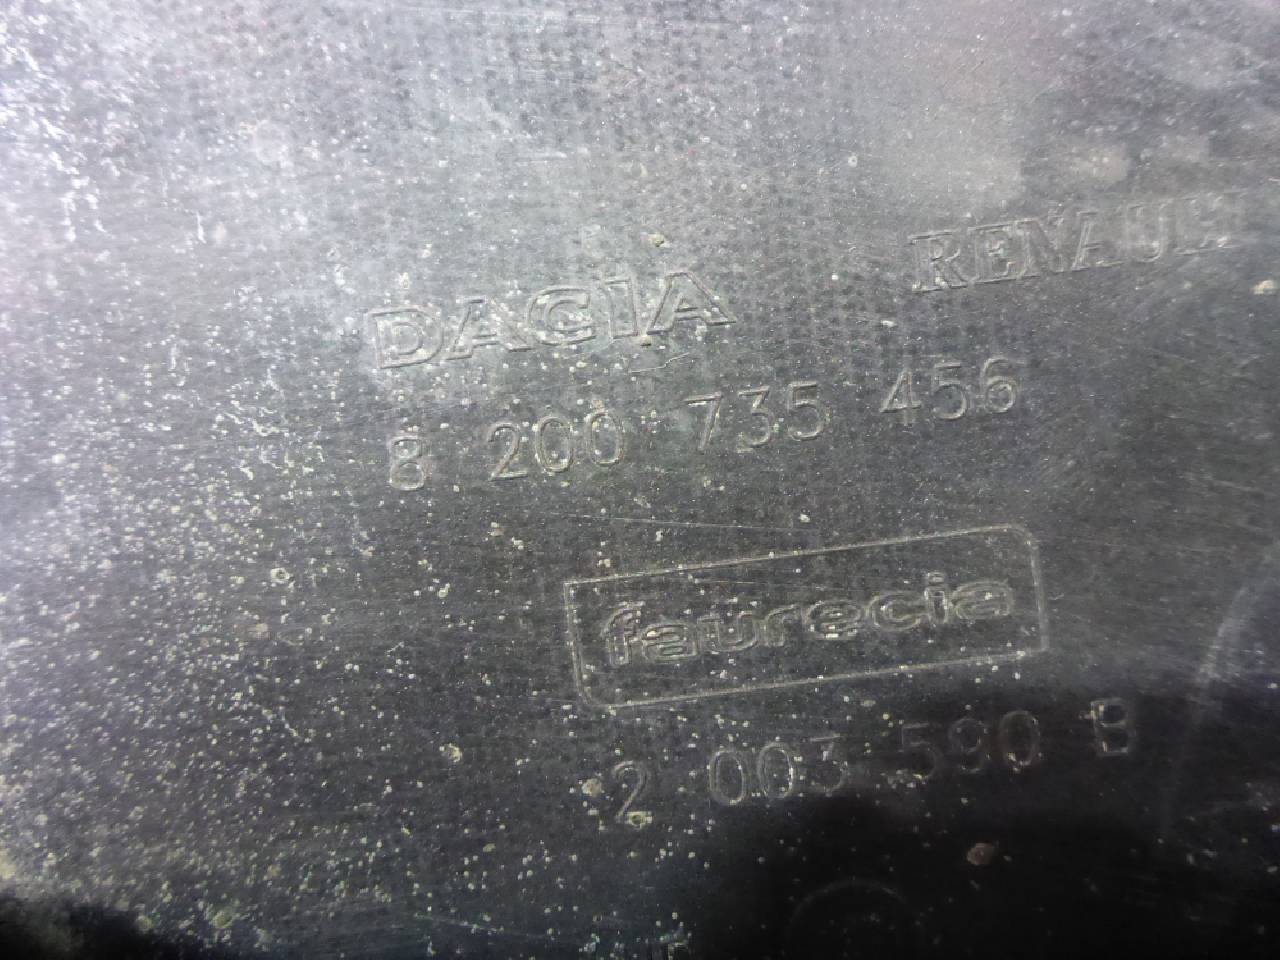 DACIA RENAULT
8 200 735 456
faurecia
2 003 590 B